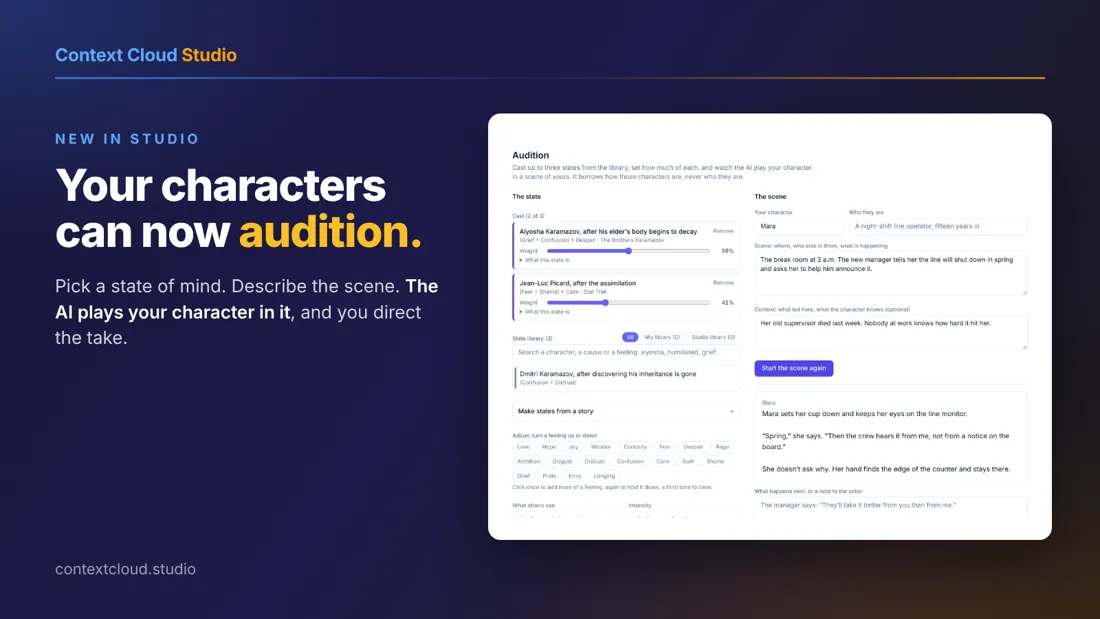 Context Cloud Studio
NEW IN STUDIO
Your characters
can now audition.
Pick a state of mind. Describe the scene. The
AI plays your character in it, and you direct
the take.
contextcloud.studio
Audition
Cast up to three states from the library, set how much of each, and watch the AI play your character
in a scene of yours. It borrows how those characters are, never who they are.
The state
Cast (2 of 3)
Alyosha Karamazov, after his elder's body begins to decay
Remove
(Grief + Confusion) × Despair · The Brothers Karamazov
Weight
59%
▸ What this state is
Jean-Luc Picard, after the assimilation
Remove
(Fear + Shame) × Calm · Star Trek
Weight
41%
▸ What this state is
State library (3)
All
My library (0)
Studio library (0)
Search a character, a cause or a feeling: alyosha, humiliated, grief
Dmitri Karamazov, after discovering his inheritance is gone
(Confusion + Distrust)
Make states from a story
+
Adjust: turn a feeling up or down
Love Hope Joy Wonder Curiosity Fear Despair Rage
Ambition Disgust Distrust Confusion Calm Guilt Shame
Grief Pride Envy Longing
Click once to add more of a feeling, again to hold it down, a third time to clear.
What others see
Intensity
The scene
Your character
Who they are
Mara
A night-shift line operator, fifteen years in
Scene: where, who else is there, what is happening
The break room at 3 a.m. The new manager tells her the line will shut down in spring
and asks her to help him announce it.
Context: what led here, what the character knows (optional)
Her old supervisor died last week. Nobody at work knows how hard it hit her.
Start the scene again
Mara
Mara sets her cup down and keeps her eyes on the line monitor.
"Spring," she says. "Then the crew hears it from me, not from a notice on the
board."
She doesn't ask why. Her hand finds the edge of the counter and stays there.
What happens next, or a note to the actor
The manager says: "They'll take it better from you than from me."